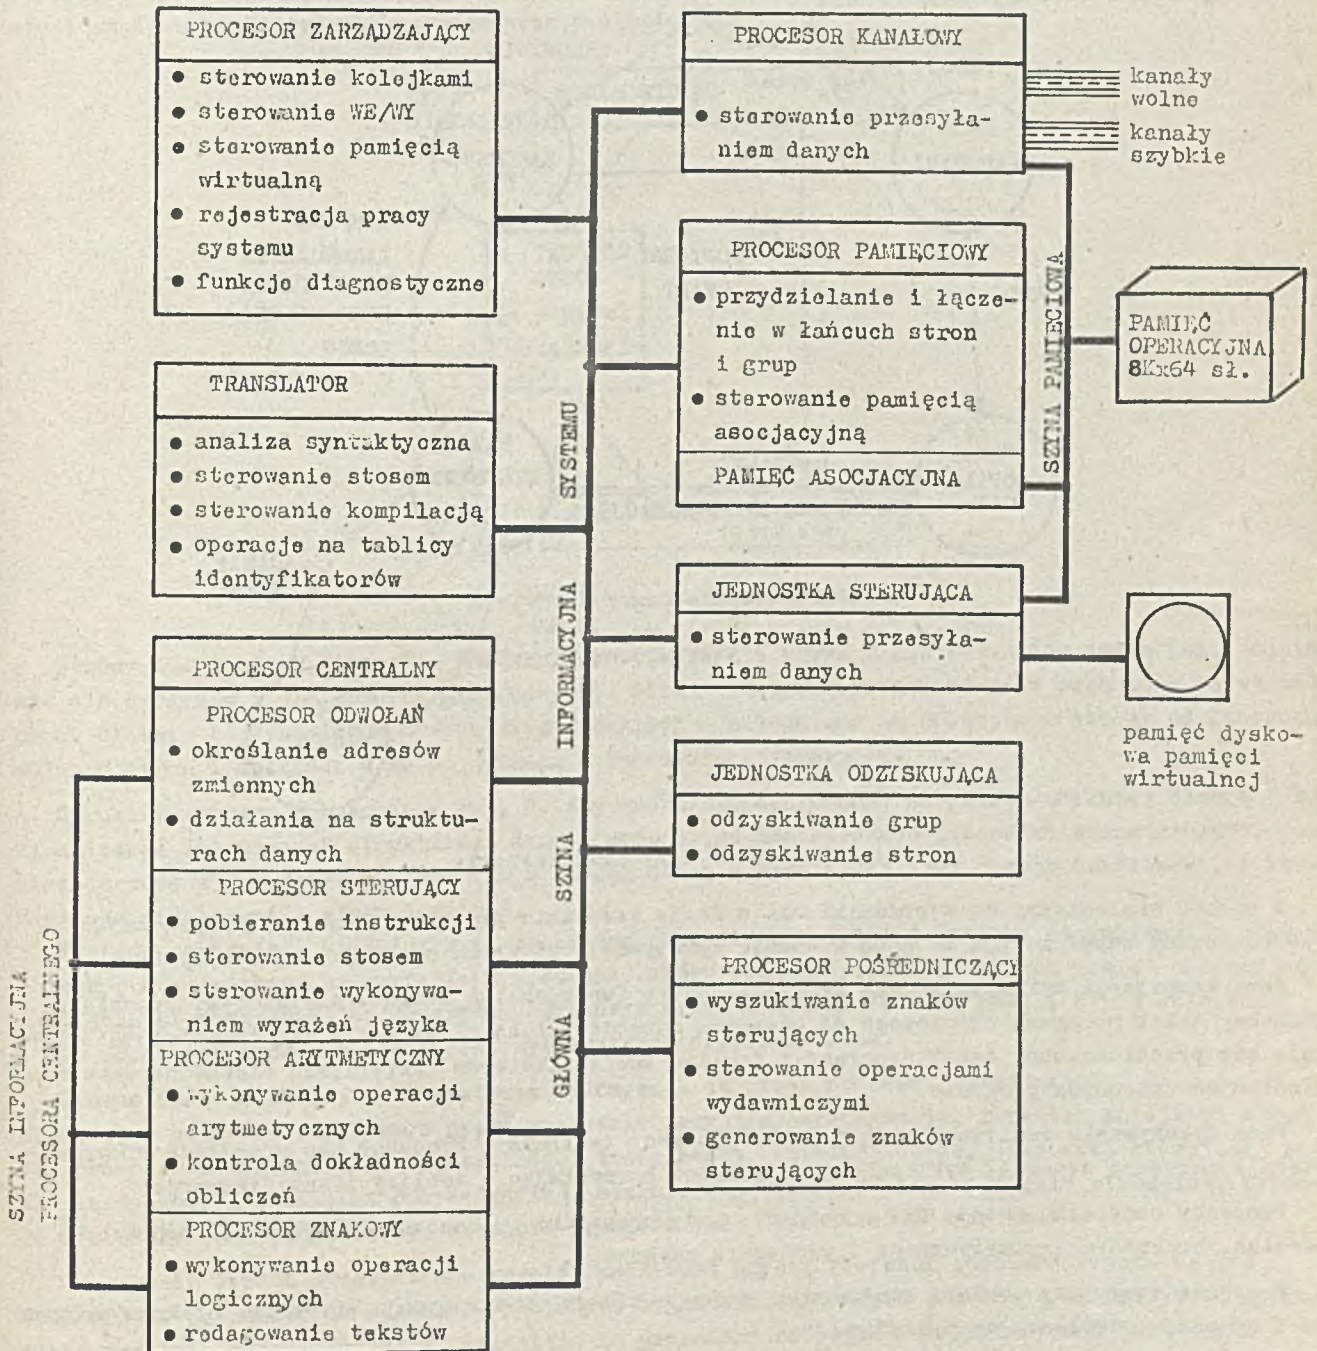 PROCESOR ZARZĄDZAJĄCY
• sterowanie kolejkami
• sterowanie WE/WY
• sterowanie pamięcią
wirtualną
• rejestracja pracy
systemu
• funkcje diagnostyczne
TRANSLATOR
• analiza syntaktyczna
• sterowanie stosem
• sterowanie kompilacją
• operacje na tablicy
identyfikatorów
PROCESOR CENTRALNY
PROCESOR ODWOŁAŃ
• określanie adresów
zmiennych
• działania na struktu-
rach danych
PROCESOR STERUJĄCY
• pobieranie instrukcji
• sterowanie stosem
• sterowanie wykonywa-
niem wyrażeń języka
PROCESOR ARYTMETYCZNY
• wykonywanie operacji
arytmetycznych
• kontrola dokładności
obliczeń
PROCESOR ZNAKOWY
• wykonywanie operacji
logicznych
• redagowanie tekstów
SZYNA INFORMACYJNA
PROCESORA CENTRALNEGO
GŁÓWNA SZYNA INFORMACYJNA SYSTEMU
PROCESOR KANAŁOWY
• sterowanie przesyła-
niem danych
kanały
wolne
kanały
szybkie
PROCESOR PAMIĘCIOWY
• przydzielanie i łącze-
nie w łańcuch stron
i grup
• sterowanie pamięcią
asocjacyjną
PAMIĘĆ ASOCJACYJNA
SZYNA PAMIĘCIOWA
PAMIĘĆ
OPERACYJNA
8Kx64 sł.
JEDNOSTKA STERUJĄCA
• sterowanie przesyła-
niem danych
pamięć dysko-
wa pamięci
wirtualnej
JEDNOSTKA ODZYSKUJĄCA
• odzyskiwanie grup
• odzyskiwanie stron
PROCESOR POŚREDNICZĄCY
• wyszukiwanie znaków
sterujących
• sterowanie operacjami
wydawniczymi
• generowanie znaków
sterujących